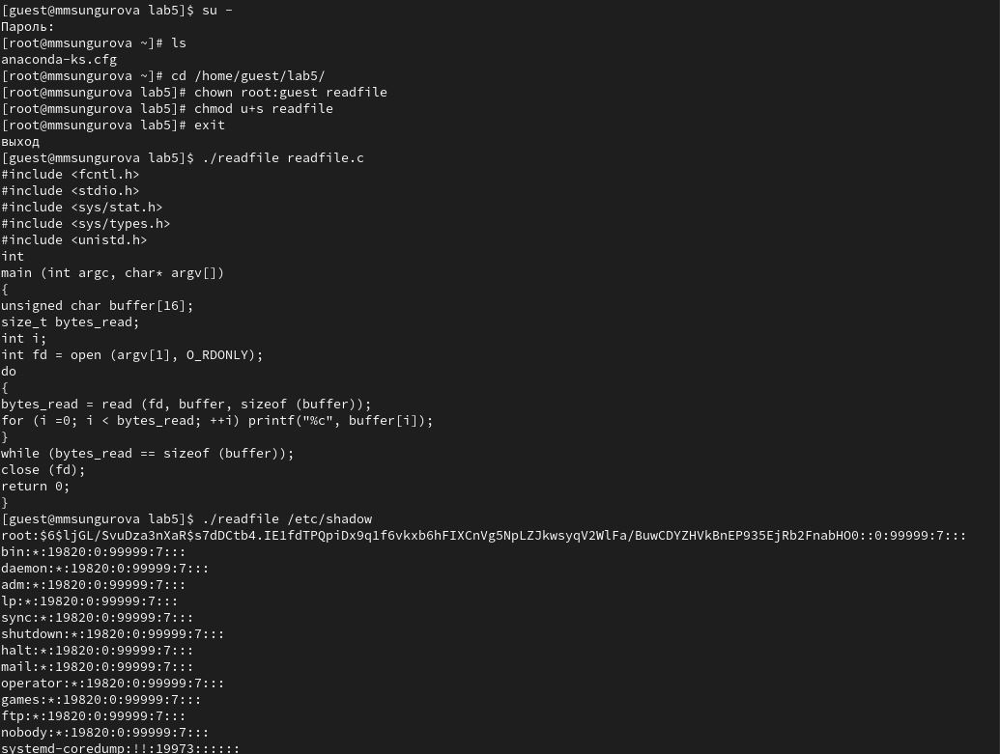 [guest@mmsungurova lab5]$ su -
Пароль:
[root@mmsungurova ~]# ls
anaconda-ks.cfg
[root@mmsungurova ~]# cd /home/guest/lab5/
[root@mmsungurova lab5]# chown root:guest readfile
[root@mmsungurova lab5]# chmod u+s readfile
[root@mmsungurova lab5]# exit
выход
[guest@mmsungurova lab5]$ ./readfile readfile.c
#include <fcntl.h>
#include <stdio.h>
#include <sys/stat.h>
#include <sys/types.h>
#include <unistd.h>
int
main (int argc, char* argv[])
{
unsigned char buffer[16];
size_t bytes_read;
int i;
int fd = open (argv[1], O_RDONLY);
do
{
bytes_read = read (fd, buffer, sizeof (buffer));
for (i =0; i < bytes_read; ++i) printf("%c", buffer[i]);
}
while (bytes_read == sizeof (buffer));
close (fd);
return 0;
}
[guest@mmsungurova lab5]$ ./readfile /etc/shadow
root:$6$ljGL/SvuDza3nXaR$s7dDCtb4.IE1fdTPQpiDx9q1f6vkxb6hFIXCnVg5NpLZJkwsyqV2WlFa/BuwCDYZHVkBnEP935EjRb2FnabHO0::0:99999:7:::
bin:*:19820:0:99999:7:::
daemon:*:19820:0:99999:7:::
adm:*:19820:0:99999:7:::
lp:*:19820:0:99999:7:::
sync:*:19820:0:99999:7:::
shutdown:*:19820:0:99999:7:::
halt:*:19820:0:99999:7:::
mail:*:19820:0:99999:7:::
operator:*:19820:0:99999:7:::
games:*:19820:0:99999:7:::
ftp:*:19820:0:99999:7:::
nobody:*:19820:0:99999:7:::
systemd-coredump:!!:19973::::::